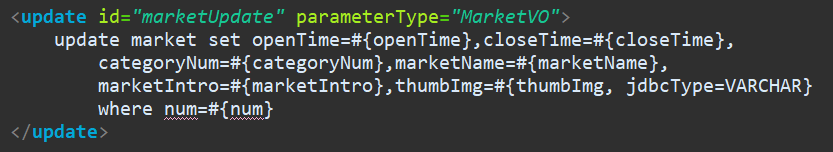 <update id="marketUpdate" parameterType="MarketVO">
update market set openTime=#{openTime},closeTime=#{closeTime},
categoryNum=#{categoryNum},marketName=#{marketName},
marketIntro=#{marketIntro},thumbImg=#{thumbImg, jdbcType=VARCHAR}
where num=#{num}
</update>